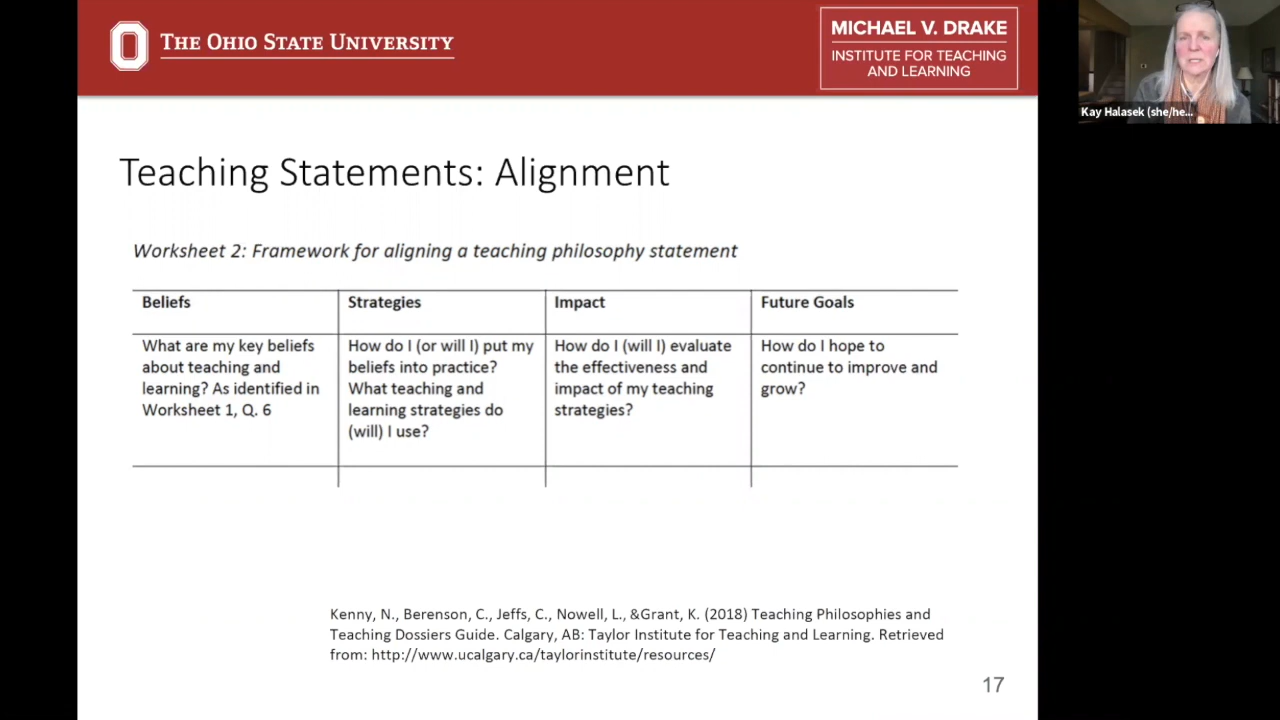 THE OHIO STATE UNIVERSITY
MICHAEL V. DRAKE
INSTITUTE FOR TEACHING
AND LEARNING
Kay Halasek (she/he...
Teaching Statements: Alignment
Worksheet 2: Framework for aligning a teaching philosophy statement
Beliefs
What are my key beliefs
about teaching and
learning? As identified in
Worksheet 1, Q. 6
Strategies
How do I (or will I) put my
beliefs into practice?
What teaching and
learning strategies do
(will) I use?
Impact
How do I (will I) evaluate
the effectiveness and
impact of my teaching
strategies?
Future Goals
How do I hope to
continue to improve and
grow?
Kenny, N., Berenson, C., Jeffs, C., Nowell, L., &Grant, K. (2018) Teaching Philosophies and
Teaching Dossiers Guide. Calgary, AB: Taylor Institute for Teaching and Learning. Retrieved
from: http://www.ucalgary.ca/taylorinstitute/resources/
17